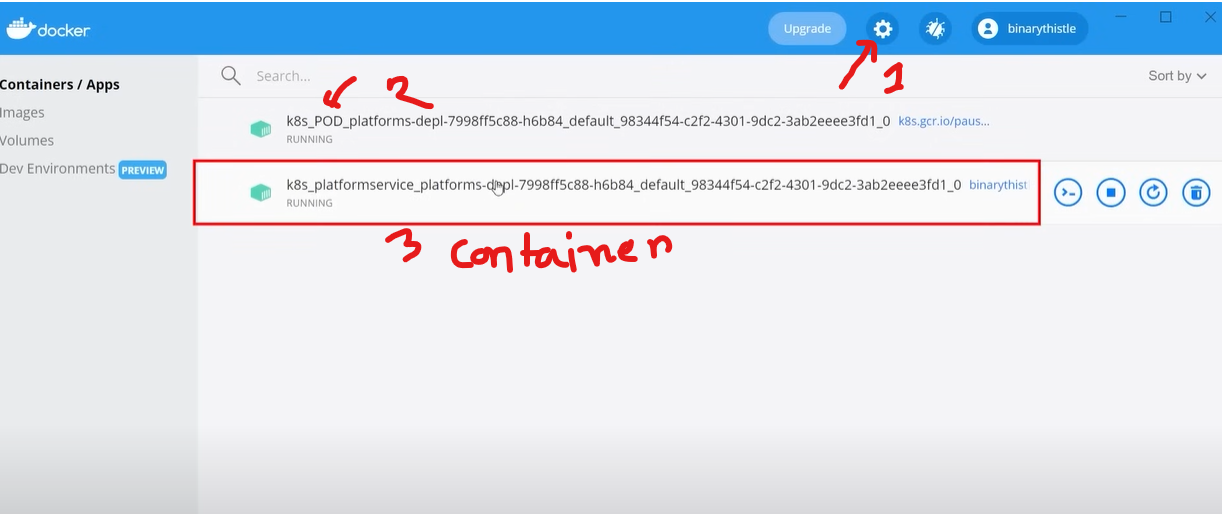 docker
Upgrade
binarythistle
1
Containers / Apps
Images
Volumes
Dev Environments PREVIEW
Search...
Sort by
2
k8s_POD_platforms-depl-7998ff5c88-h6b84_default_98344f54-c2f2-4301-9dc2-3ab2eeee3fd1_0 k8s.gcr.io/paus...
RUNNING
k8s_platformservice_platforms-depl-7998ff5c88-h6b84_default_98344f54-c2f2-4301-9dc2-3ab2eeee3fd1_0 binarythist
RUNNING
3 container